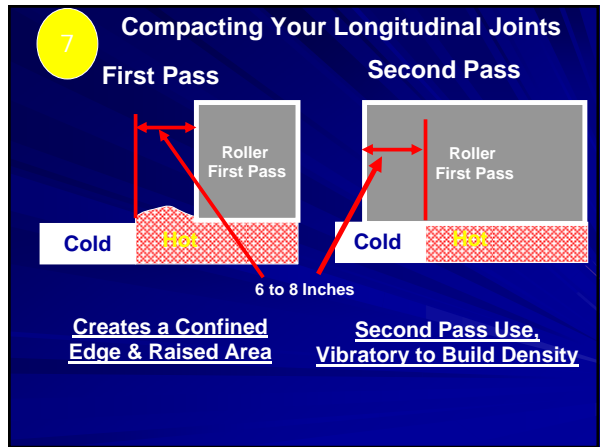 7
Compacting Your Longitudinal Joints
First Pass
Second Pass
Roller
First Pass
Roller
First Pass
Cold
Hot
Cold
Hot
6 to 8 Inches
Creates a Confined
Edge & Raised Area
Second Pass Use,
Vibratory to Build Density